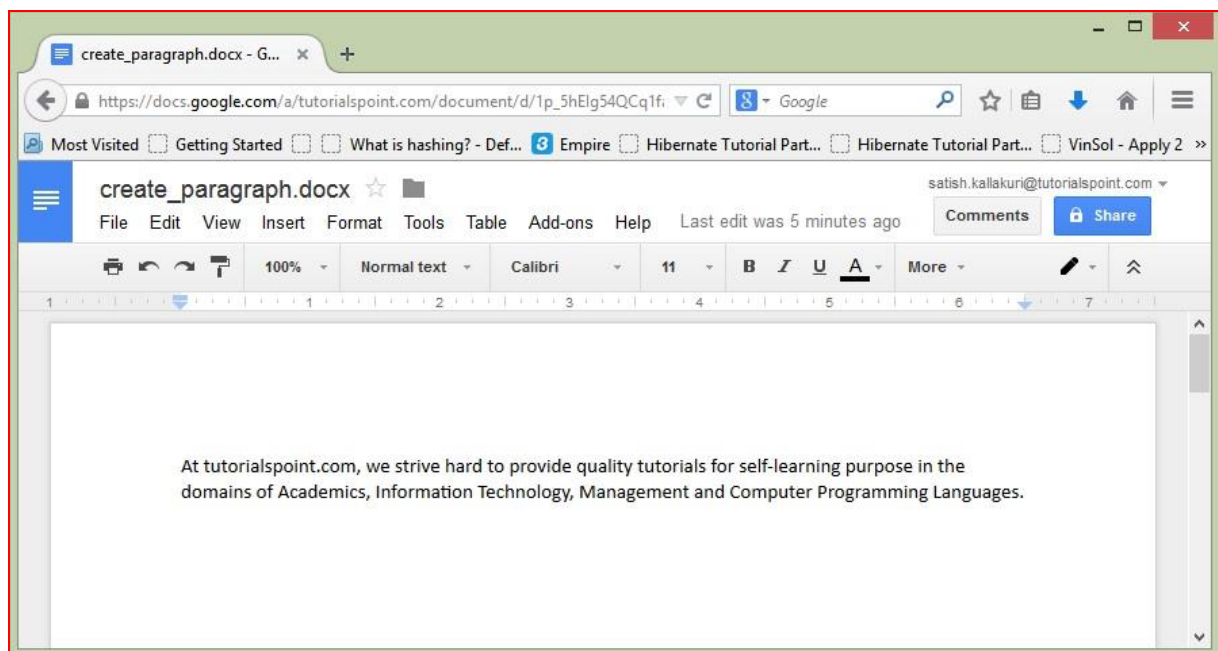 create_paragraph.docx - G...
https://docs.google.com/a/tutorialspoint.com/document/d/1p_5hElg54QCq1f
Google
Most Visited Getting Started What is hashing? - Def... Empire Hibernate Tutorial Part... Hibernate Tutorial Part... VinSol - Apply 2 »
create_paragraph.docx
satish.kallakuri@tutorialspoint.com
File Edit View Insert Format Tools Table Add-ons Help Last edit was 5 minutes ago Comments Share
100% Normal text Calibri 11 B I U A More
1 1 2 3 4 5 6 7
At tutorialspoint.com, we strive hard to provide quality tutorials for self-learning purpose in the
domains of Academics, Information Technology, Management and Computer Programming Languages.